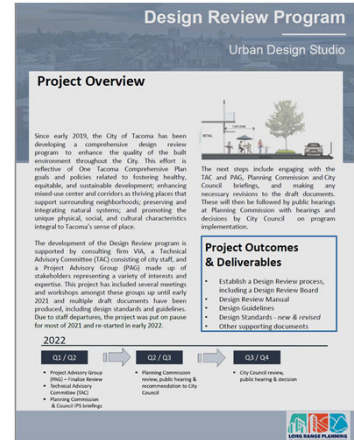 Design Review Program
Urban Design Studio
Project Overview
Since early 2019, the City of Tacoma has been
developing a comprehensive design review
program to enhance the quality of the built
environment throughout the City. This effort is
reflective of One Tacoma Comprehensive Plan
goals and policies related to fostering healthy,
equitable, and sustainable development; enhancing
mixed-use center and corridors as thriving places that
support surrounding neighborhoods; preserving and
integrating natural systems; and promoting the
unique physical, social, and cultural characteristics
integral to Tacoma's sense of place.
The development of the Design Review program is
supported by consulting firm VIA, a Technical
Advisory Committee (TAC) consisting of city staff, and
a Project Advisory Group (PAG) made up of
stakeholders representing a variety of interests and
expertise. This project has included several meetings
and workshops amongst these groups up until early
2021 and multiple draft documents have been
produced, including design standards and guidelines.
Due to staff departures, the project was put on pause
for most of 2021 and re-started in early 2022.
RETAIL
The next steps include engaging with the
TAC and PAG, Planning Commission and City
Council briefings, and making any
necessary revisions to the draft documents.
These will then be followed by public hearings
at Planning Commission with hearings and
decisions by City Council on program
implementation.
Project Outcomes
& Deliverables
• Establish a Design Review process,
including a Design Review Board
• Design Review Manual
• Design Guidelines
• Design Standards - new & revised
• Other supporting documents
2022
Q1 / Q2
Q2 / Q3
Q3 / Q4
• Project Advisory Group
(PAG) – Finalize Review
• Technical Advisory
Committee (TAC)
• Planning Commission
& Council IPS briefings
• Planning Commission
review, public hearing &
recommendation to City
Council
• City Council review,
public hearing & decision
LONG RANGE PLANNING